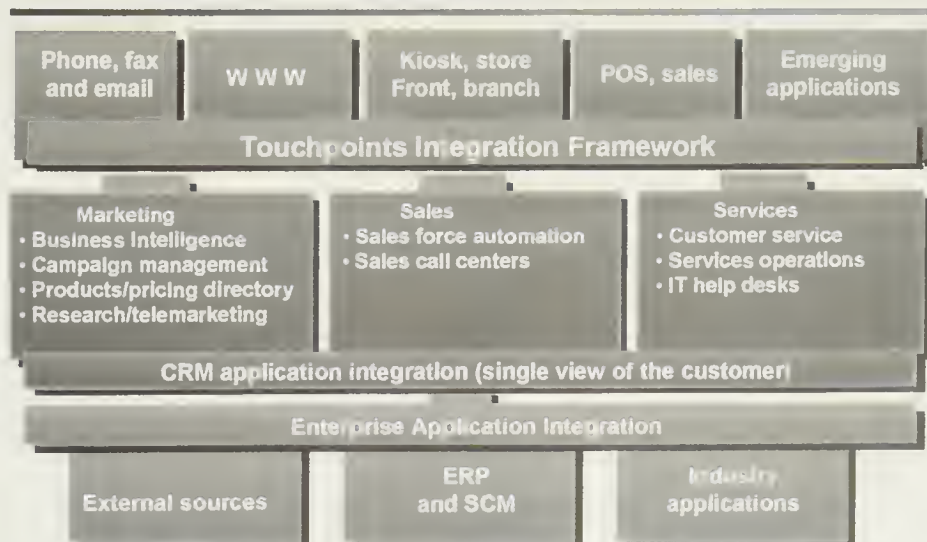 Phone, fax
and email
W W W
Kiosk, store
Front, branch
POS, sales
Emerging
applications
Touchpoints Integration Framework
Marketing
• Business Intelligence
• Campaign management
• Products/pricing directory
• Research/telemarketing
Sales
• Sales force automation
• Sales call centers
Services
• Customer service
• Services operations
• IT help desks
CRM application integration (single view of the customer)
Enterprise Application Integration
External sources
ERP
and SCM
Industry
applications